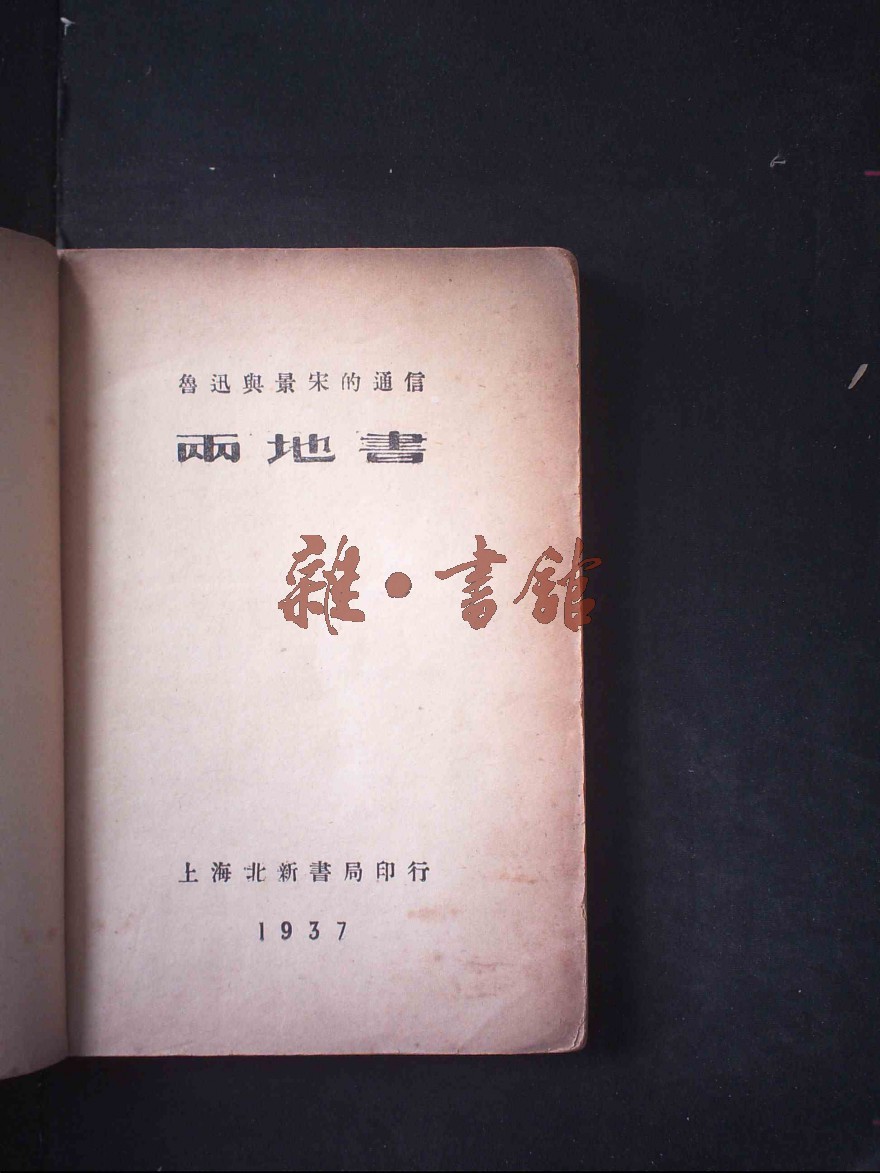 魯迅與景宋的通信
兩地書
雜·書館
上海北新書局印行
1937